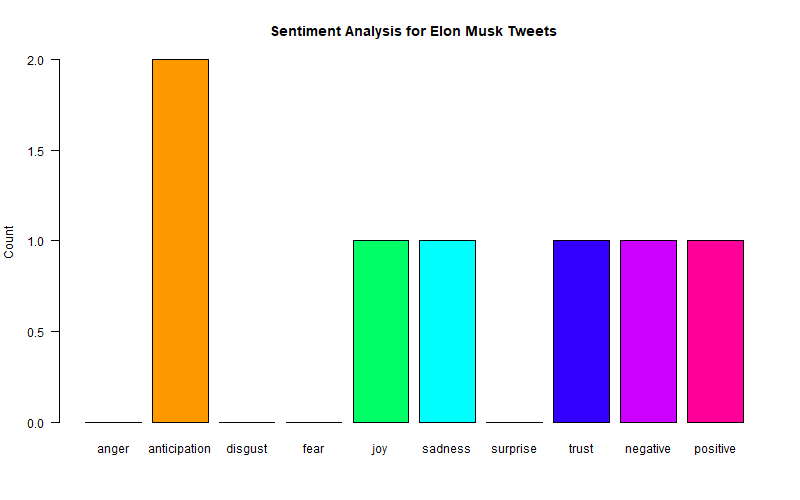 Sentiment Analysis for Elon Musk Tweets
2.0
1.5
1.0
0.5
0.0
Count
anger anticipation disgust fear joy sadness surprise trust negative positive